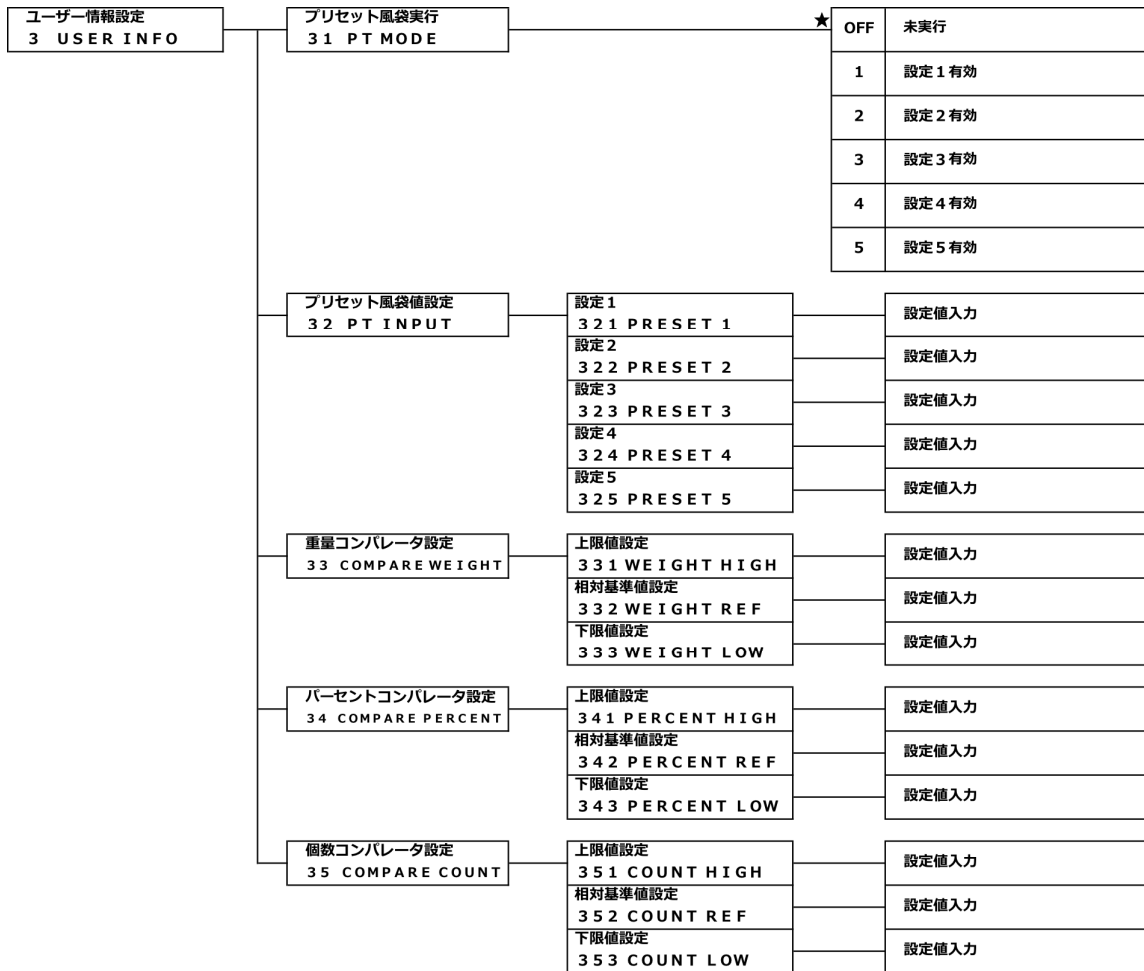 ユーザー情報設定
3 USER INFO
プリセット風袋実行
31 PT MODE
★
OFF 未実行
1 設定1有効
2 設定2有効
3 設定3有効
4 設定4有効
5 設定5有効
プリセット風袋値設定
32 PT INPUT
設定1
321 PRESET 1
設定値入力
設定2
322 PRESET 2
設定値入力
設定3
323 PRESET 3
設定値入力
設定4
324 PRESET 4
設定値入力
設定5
325 PRESET 5
設定値入力
重量コンパレータ設定
33 COMPARE WEIGHT
上限値設定
331 WEIGHT HIGH
設定値入力
相対基準値設定
332 WEIGHT REF
設定値入力
下限値設定
333 WEIGHT LOW
設定値入力
パーセントコンパレータ設定
34 COMPARE PERCENT
上限値設定
341 PERCENT HIGH
設定値入力
相対基準値設定
342 PERCENT REF
設定値入力
下限値設定
343 PERCENT LOW
設定値入力
個数コンパレータ設定
35 COMPARE COUNT
上限値設定
351 COUNT HIGH
設定値入力
相対基準値設定
352 COUNT REF
設定値入力
下限値設定
353 COUNT LOW
設定値入力